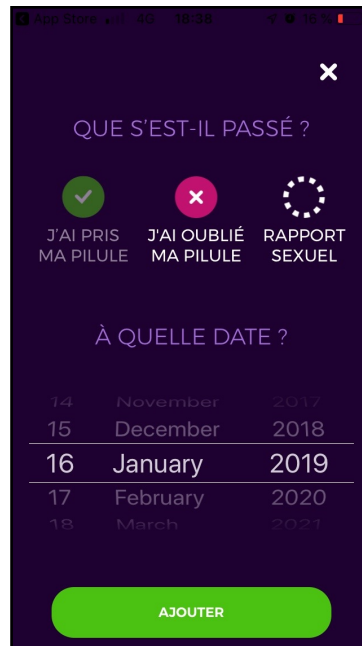 App Store 4G 18:38 16 %
QUE S'EST-IL PASSÉ ?
J'AI PRIS
MA PILULE
J'AI OUBLIÉ
MA PILULE
RAPPORT
SEXUEL
À QUELLE DATE ?
14 November 2017
15 December 2018
16 January 2019
17 February 2020
18 March 2021
AJOUTER